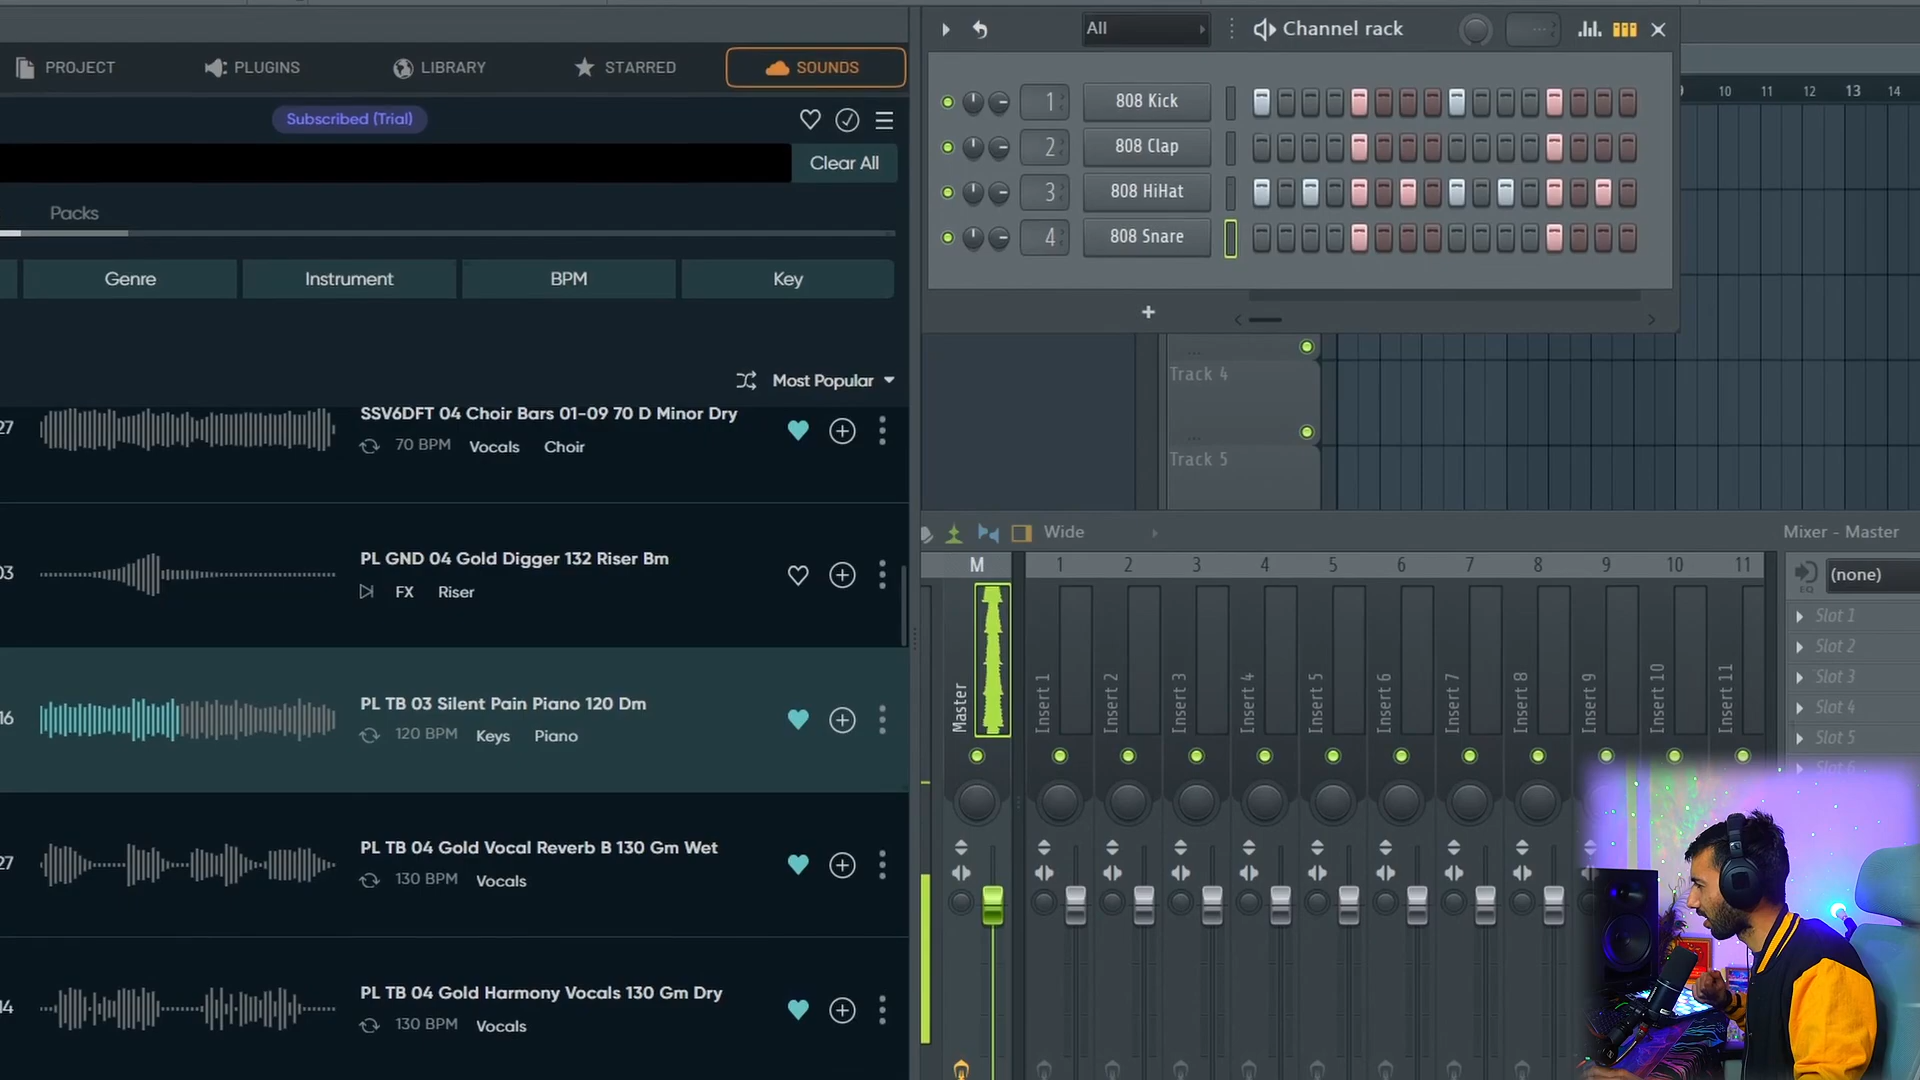 PROJECT
PLUGINS
LIBRARY
STARRED
SOUNDS
Subscribed (Trial)
Clear All
Packs
Genre
Instrument
BPM
Key
Most Popular
27
SSV6DFT 04 Choir Bars 01-09 70 D Minor Dry
70 BPM Vocals Choir
03
PL GND 04 Gold Digger 132 Riser Bm
FX Riser
16
PL TB 03 Silent Pain Piano 120 Dm
120 BPM Keys Piano
27
PL TB 04 Gold Vocal Reverb B 130 Gm Wet
130 BPM Vocals
14
PL TB 04 Gold Harmony Vocals 130 Gm Dry
130 BPM Vocals
All
Channel rack
1 808 Kick
2 808 Clap
3 808 HiHat
4 808 Snare
9 10 11 12 13 14
Track 4
Track 5
Wide
Mixer - Master
M 1 2 3 4 5 6 7 8 9 10 11
Master
Insert 1
Insert 2
Insert 3
Insert 4
Insert 5
Insert 6
Insert 7
Insert 8
Insert 9
Insert 10
Insert 11
(none)
EQ
Slot 1
Slot 2
Slot 3
Slot 4
Slot 5